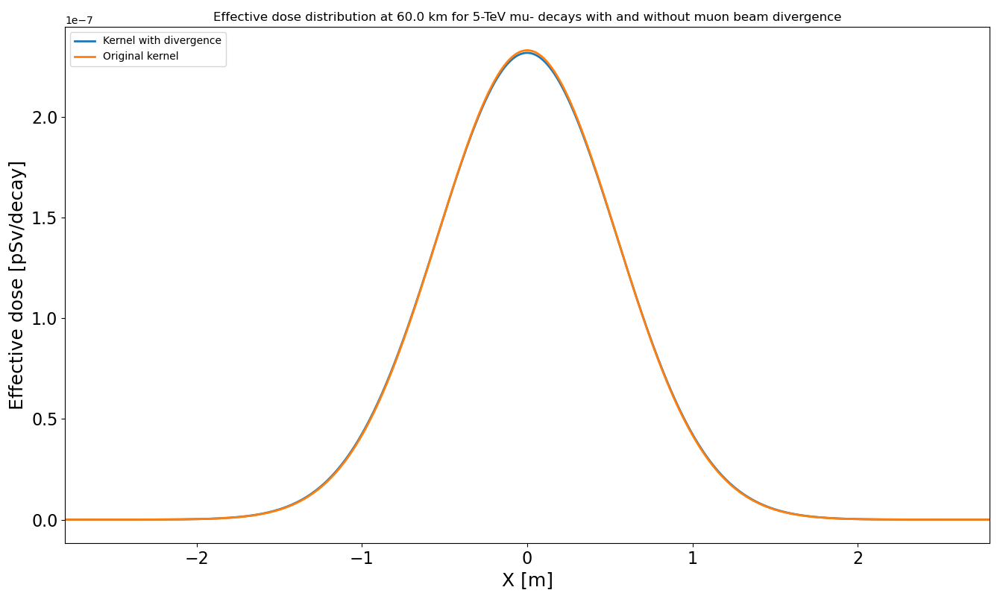 Effective dose distribution at 60.0 km for 5-TeV mu- decays with and without muon beam divergence
1e−7
Kernel with divergence
Original kernel
2.0
1.5
1.0
0.5
0.0
Effective dose [pSv/decay]
−2 −1 0 1 2
X [m]